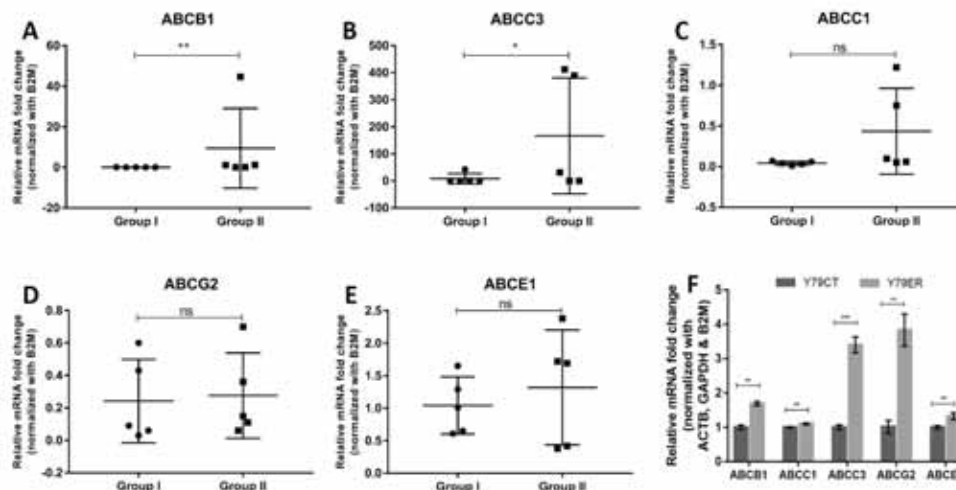 A
ABCB1
**
Relative mRNA fold change
(normalized with B2M)
60
40
20
0
-20
Group I
Group II
B
ABCC3
*
Relative mRNA fold change
(normalized with B2M)
500
400
300
200
100
0
-100
Group I
Group II
C
ABCC1
ns
Relative mRNA fold change
(normalized with B2M)
1.5
1.0
0.5
0.0
-0.5
Group I
Group II
D
ABCG2
ns
Relative mRNA fold change
(normalized with B2M)
0.8
0.6
0.4
0.2
0.0
-0.2
Group I
Group II
E
ABCE1
ns
Relative mRNA fold change
(normalized with B2M)
2.5
2.0
1.5
1.0
0.5
0.0
Group I
Group II
F
Y79CT
Y79ER
Relative mRNA fold change
(normalized with
ACTB, GAPDH & B2M)
5
4
3
2
1
0
**
**
***
**
**
ABCB1
ABCC1
ABCC3
ABCG2
ABCE